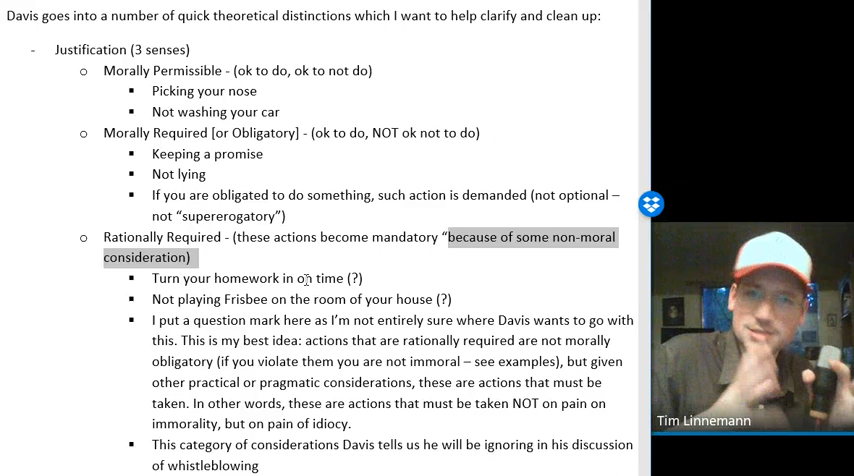 Davis goes into a number of quick theoretical distinctions which I want to help clarify and clean up:
- Justification (3 senses)
o Morally Permissible - (ok to do, ok to not do)
▪ Picking your nose
▪ Not washing your car
o Morally Required [or Obligatory] - (ok to do, NOT ok not to do)
▪ Keeping a promise
▪ Not lying
▪ If you are obligated to do something, such action is demanded (not optional –
not “supererogatory”)
o Rationally Required - (these actions become mandatory “because of some non-moral
consideration)
▪ Turn your homework in on time (?)
▪ Not playing Frisbee on the room of your house (?)
▪ I put a question mark here as I’m not entirely sure where Davis wants to go with
this. This is my best idea: actions that are rationally required are not morally
obligatory (if you violate them you are not immoral – see examples), but given
other practical or pragmatic considerations, these are actions that must be
taken. In other words, these are actions that must be taken NOT on pain on
immorality, but on pain of idiocy.
▪ This category of considerations Davis tells us he will be ignoring in his discussion
of whistleblowing
Tim Linnemann